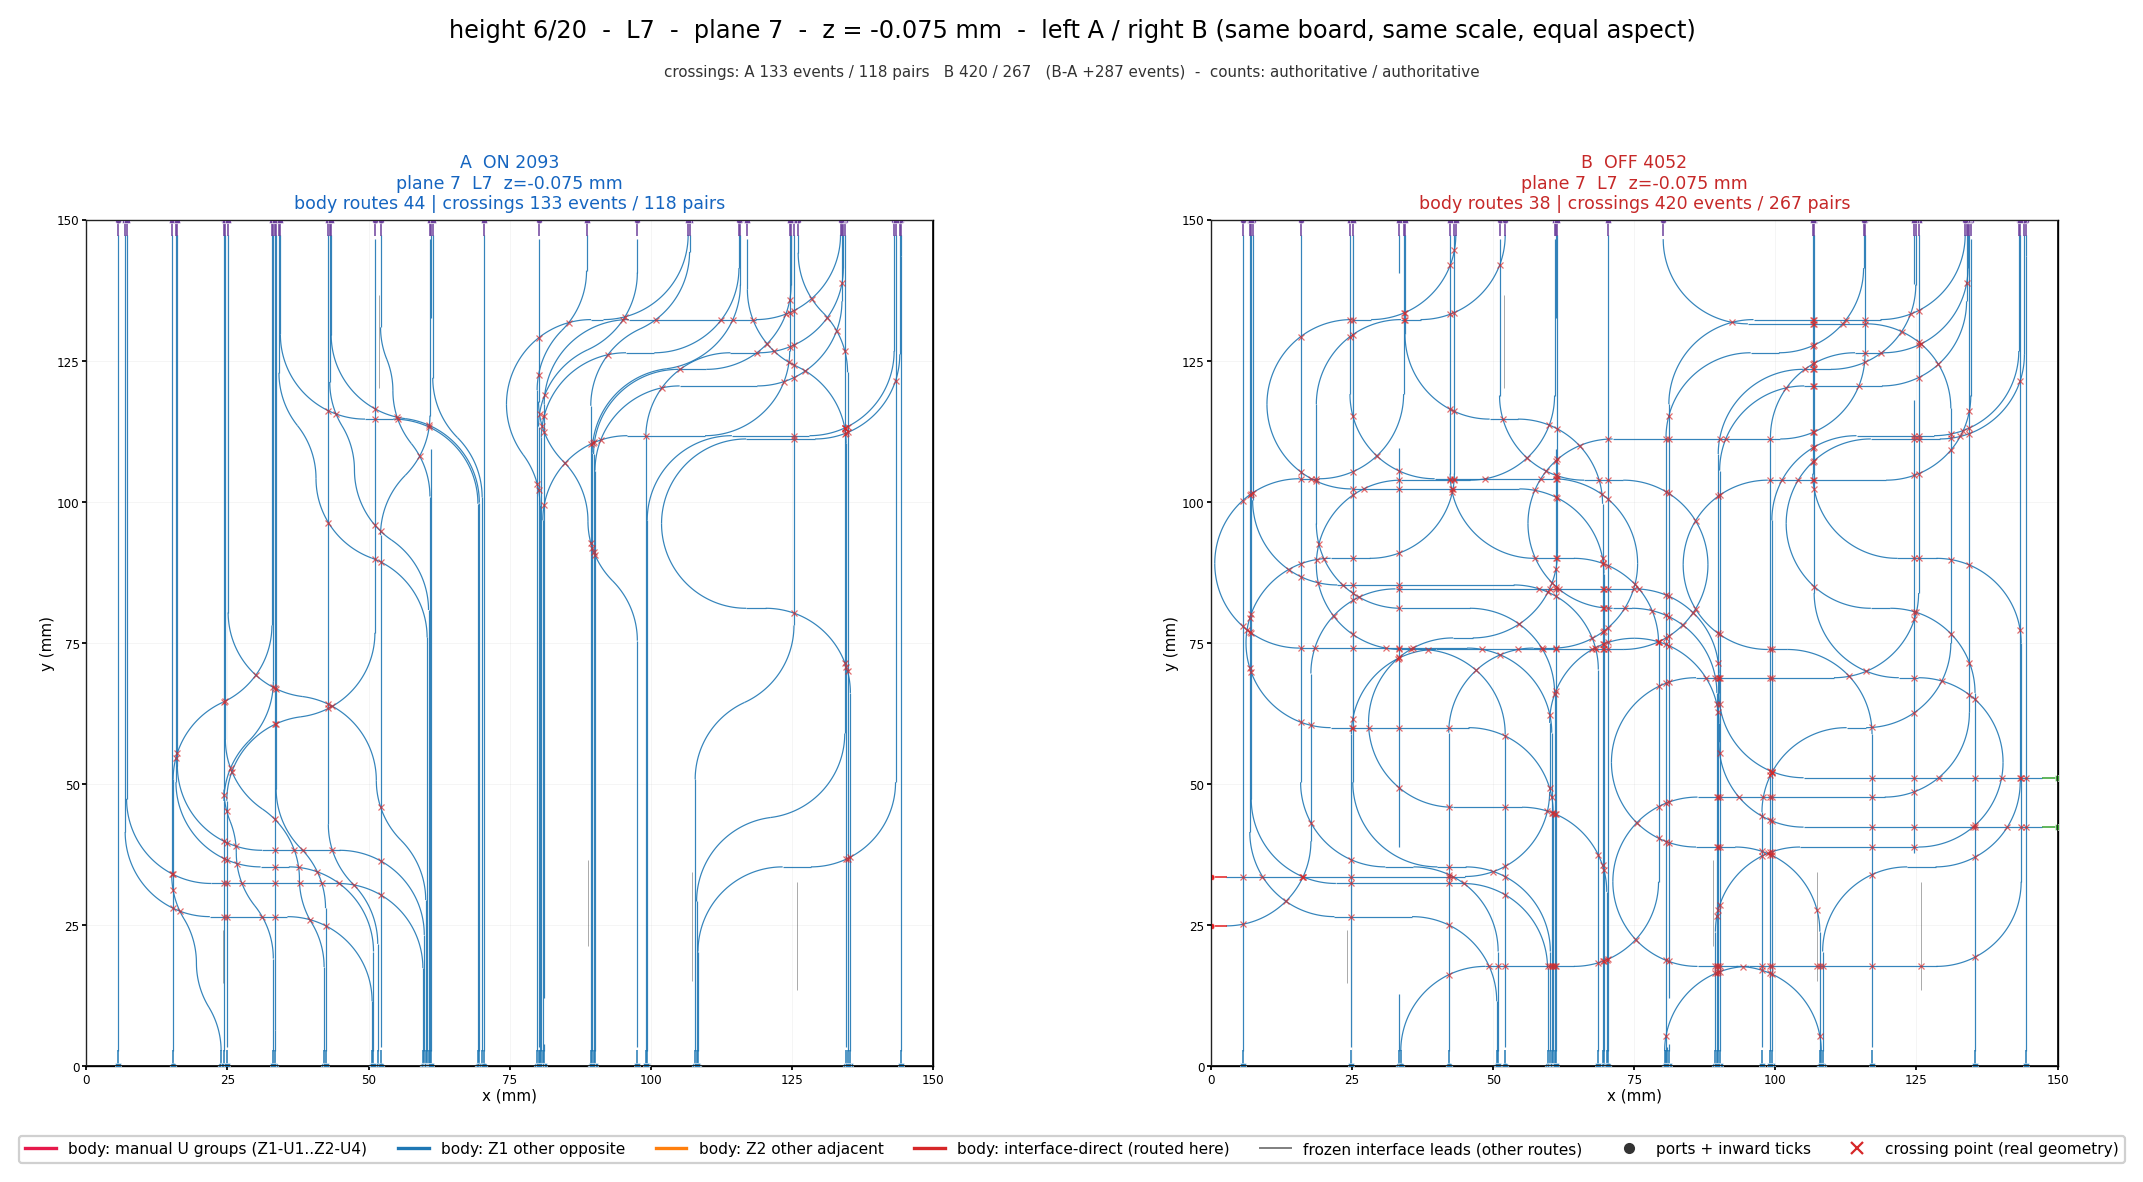 height 6/20 - L7 - plane 7 - z = -0.075 mm - left A / right B (same board, same scale, equal aspect)
crossings: A 133 events / 118 pairs B 420 / 267 (B-A +287 events) - counts: authoritative / authoritative
A ON 2093
plane 7 L7 z=-0.075 mm
body routes 44 | crossings 133 events / 118 pairs
150
125
100
75
50
25
0
y (mm)
0 25 50 75 100 125 150
x (mm)
B OFF 4052
plane 7 L7 z=-0.075 mm
body routes 38 | crossings 420 events / 267 pairs
150
125
100
75
50
25
0
y (mm)
0 25 50 75 100 125 150
x (mm)
body: manual U groups (Z1-U1..Z2-U4) body: Z1 other opposite body: Z2 other adjacent body: interface-direct (routed here) frozen interface leads (other routes) ports + inward ticks crossing point (real geometry)